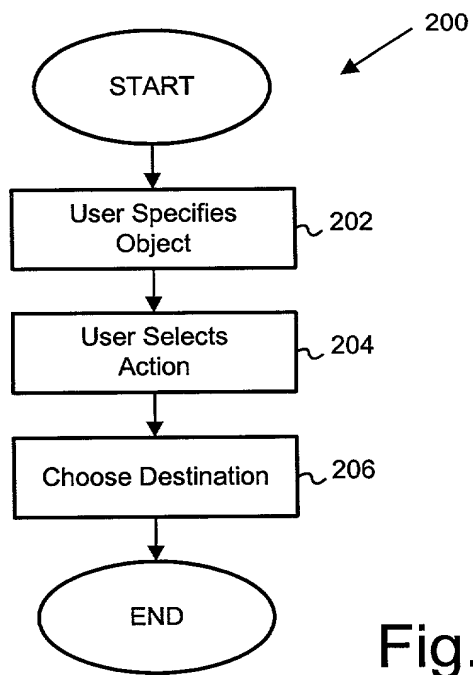 200
START
User Specifies
Object
202
User Selects
Action
204
Choose Destination
206
END
Fig.